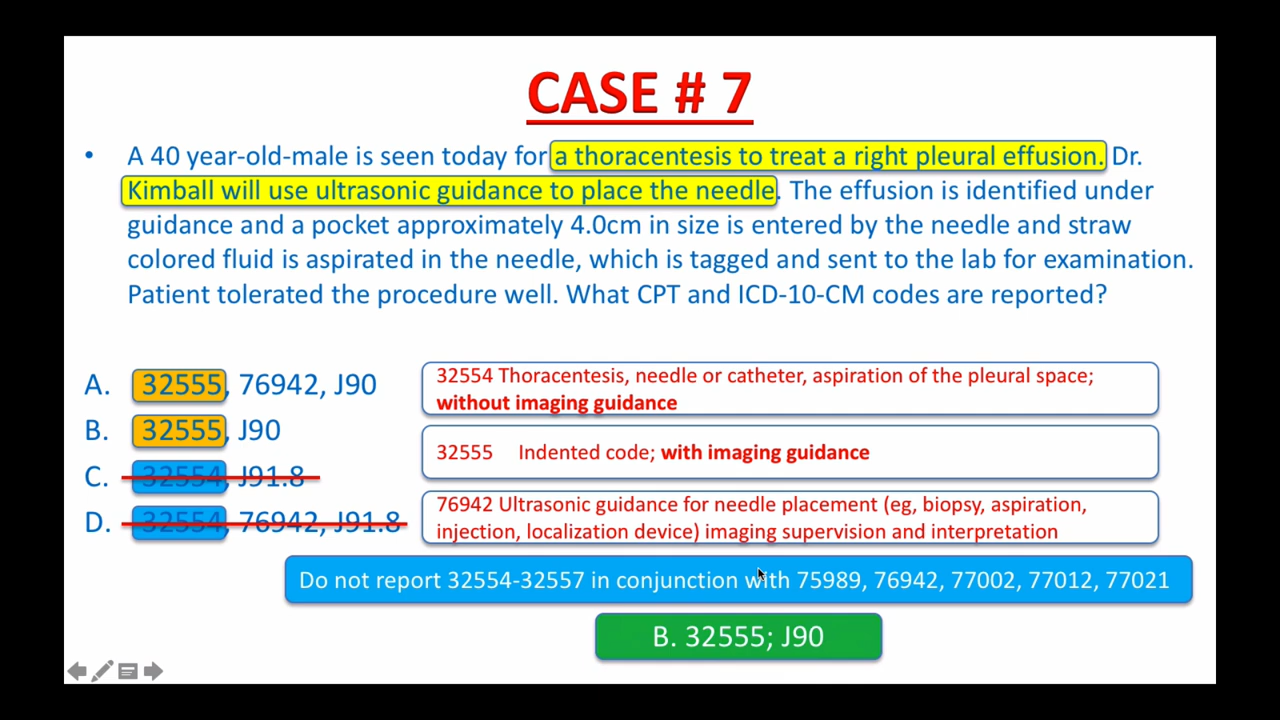 CASE # 7
• A 40 year-old-male is seen today for a thoracentesis to treat a right pleural effusion. Dr.
Kimball will use ultrasonic guidance to place the needle. The effusion is identified under
guidance and a pocket approximately 4.0cm in size is entered by the needle and straw
colored fluid is aspirated in the needle, which is tagged and sent to the lab for examination.
Patient tolerated the procedure well. What CPT and ICD-10-CM codes are reported?
A. 32555, 76942, J90
B. 32555, J90
C. 32554, J91.8
D. 32554, 76942, J91.8
32554 Thoracentesis, needle or catheter, aspiration of the pleural space;
without imaging guidance
32555 Indented code; with imaging guidance
76942 Ultrasonic guidance for needle placement (eg, biopsy, aspiration,
injection, localization device) imaging supervision and interpretation
Do not report 32554-32557 in conjunction with 75989, 76942, 77002, 77012, 77021
B. 32555; J90